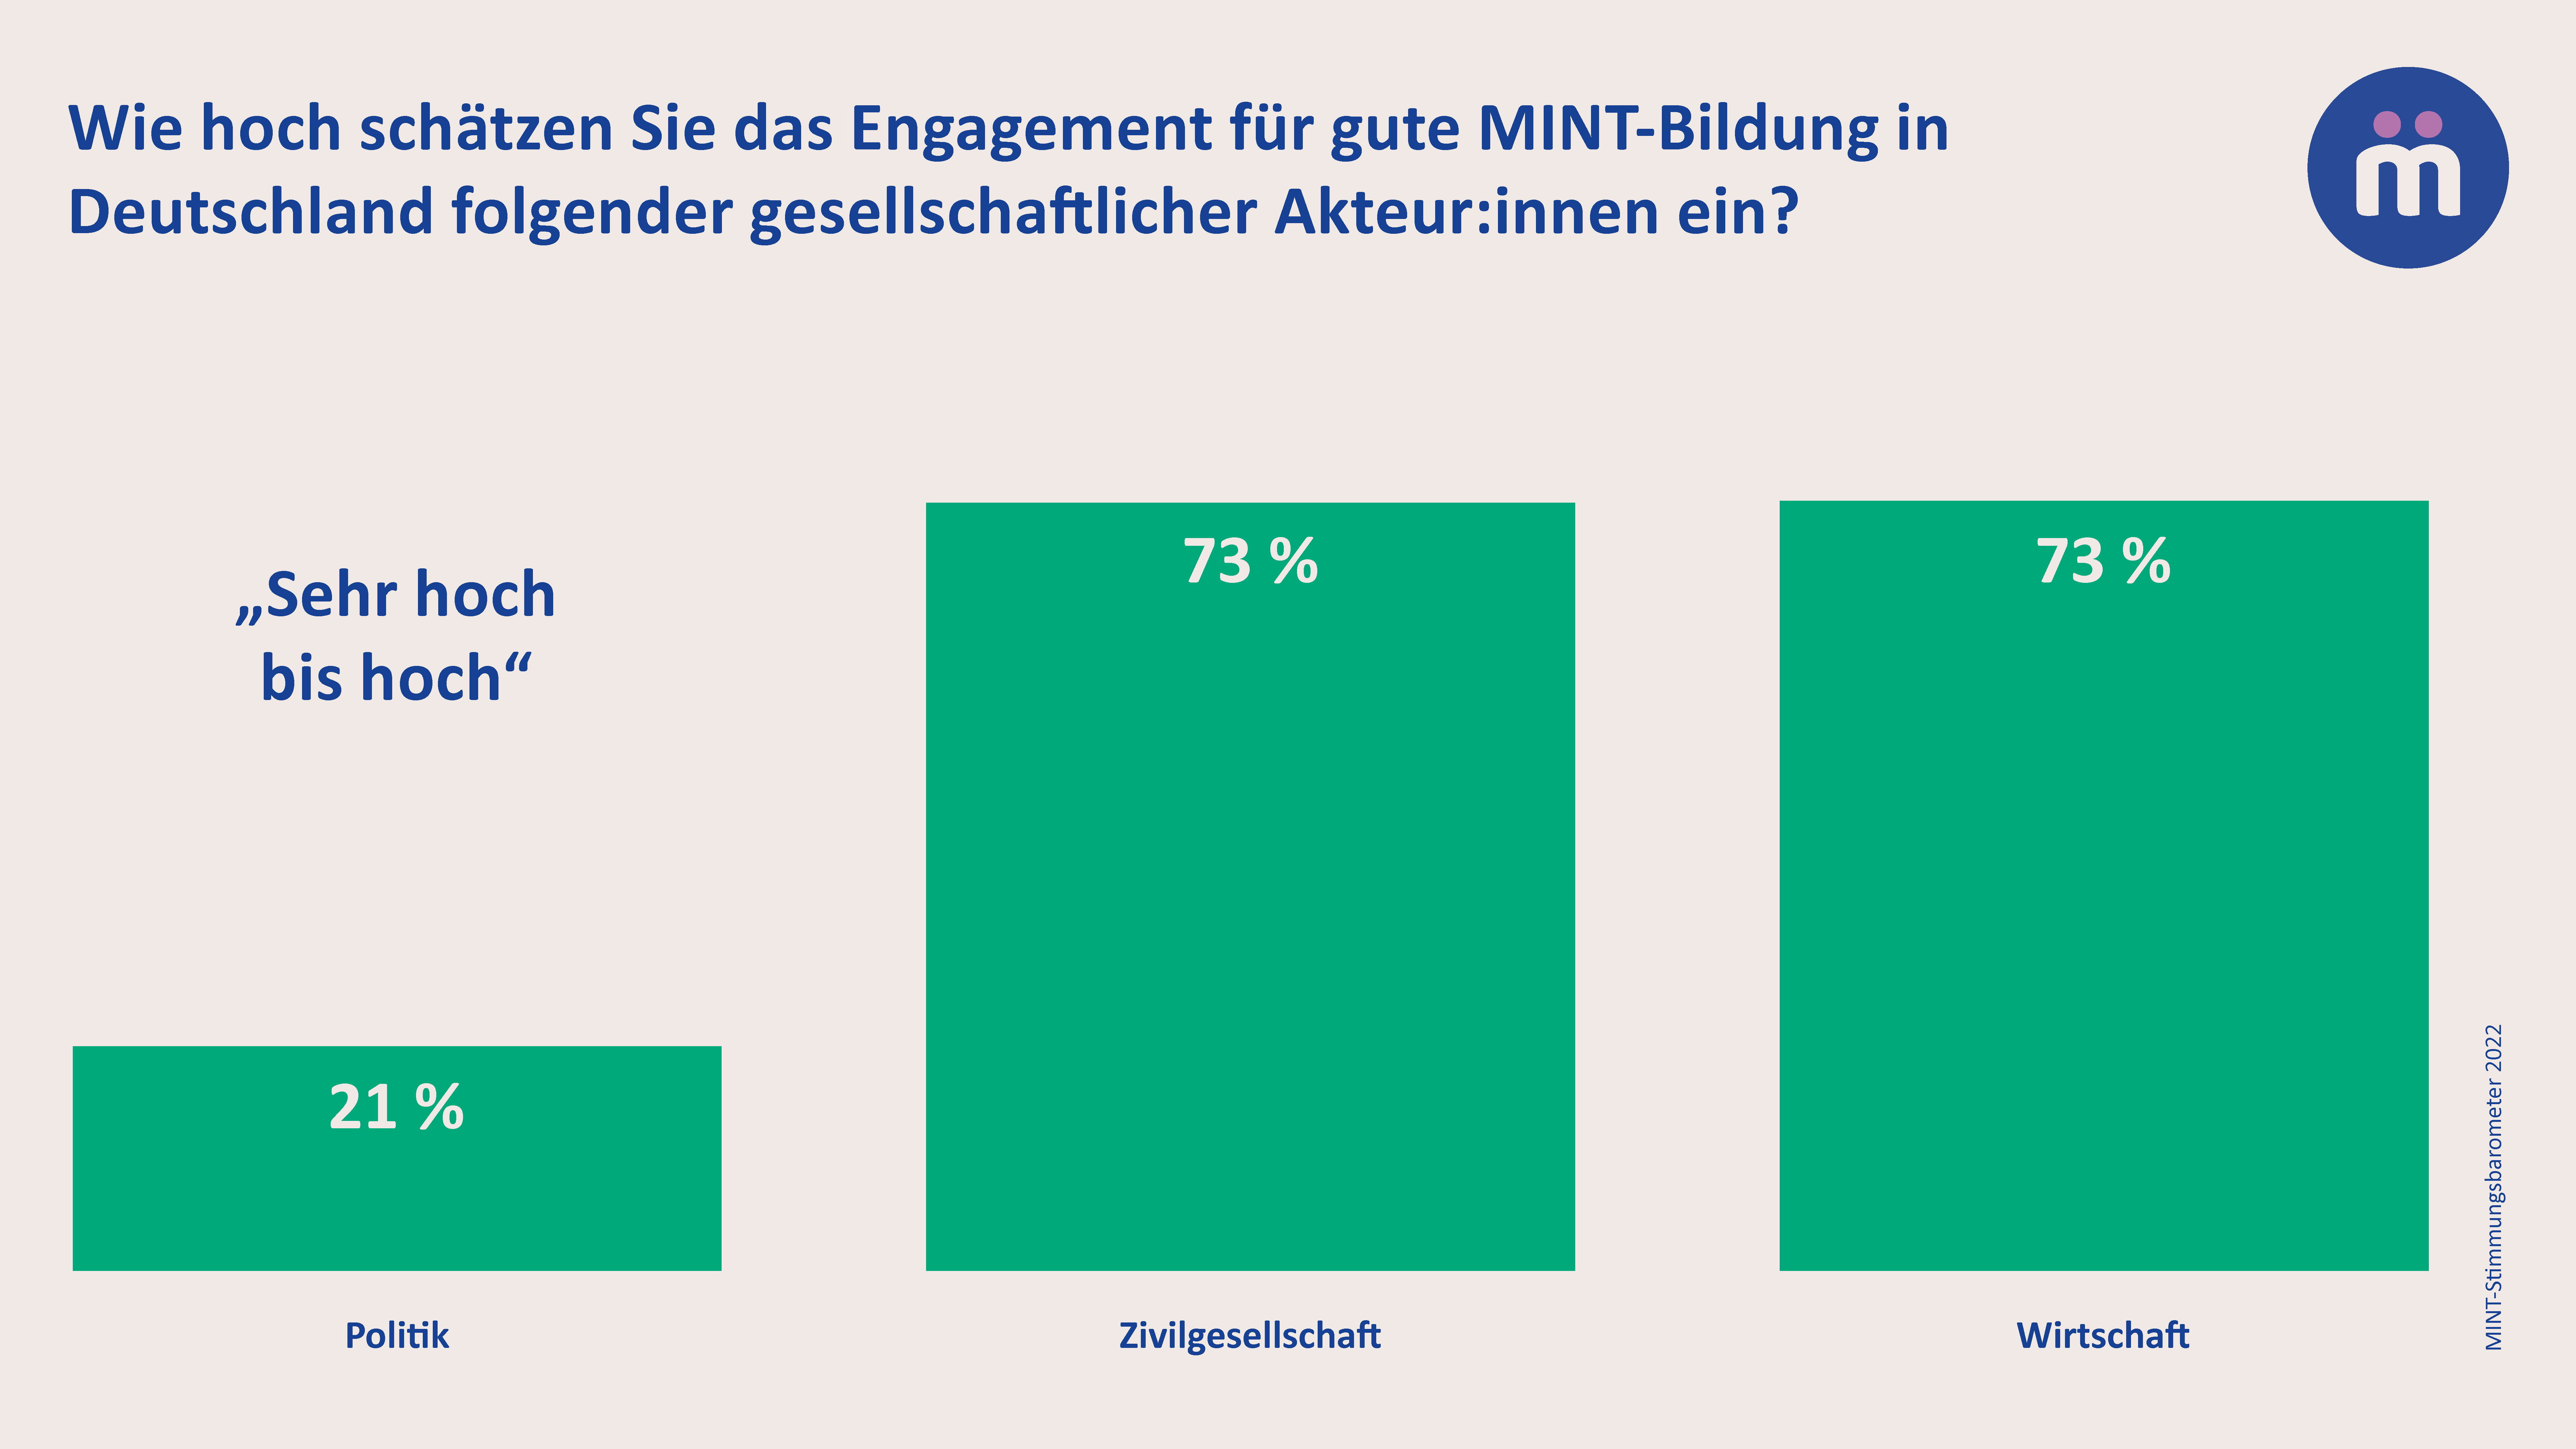 Wie hoch schätzen Sie das Engagement für gute MINT-Bildung in
Deutschland folgender gesellschaftlicher Akteur:innen ein?
m
„Sehr hoch
bis hoch“
21 %
73 %
73 %
Politik
Zivilgesellschaft
Wirtschaft
MINT-Stimmungsbarometer 2022